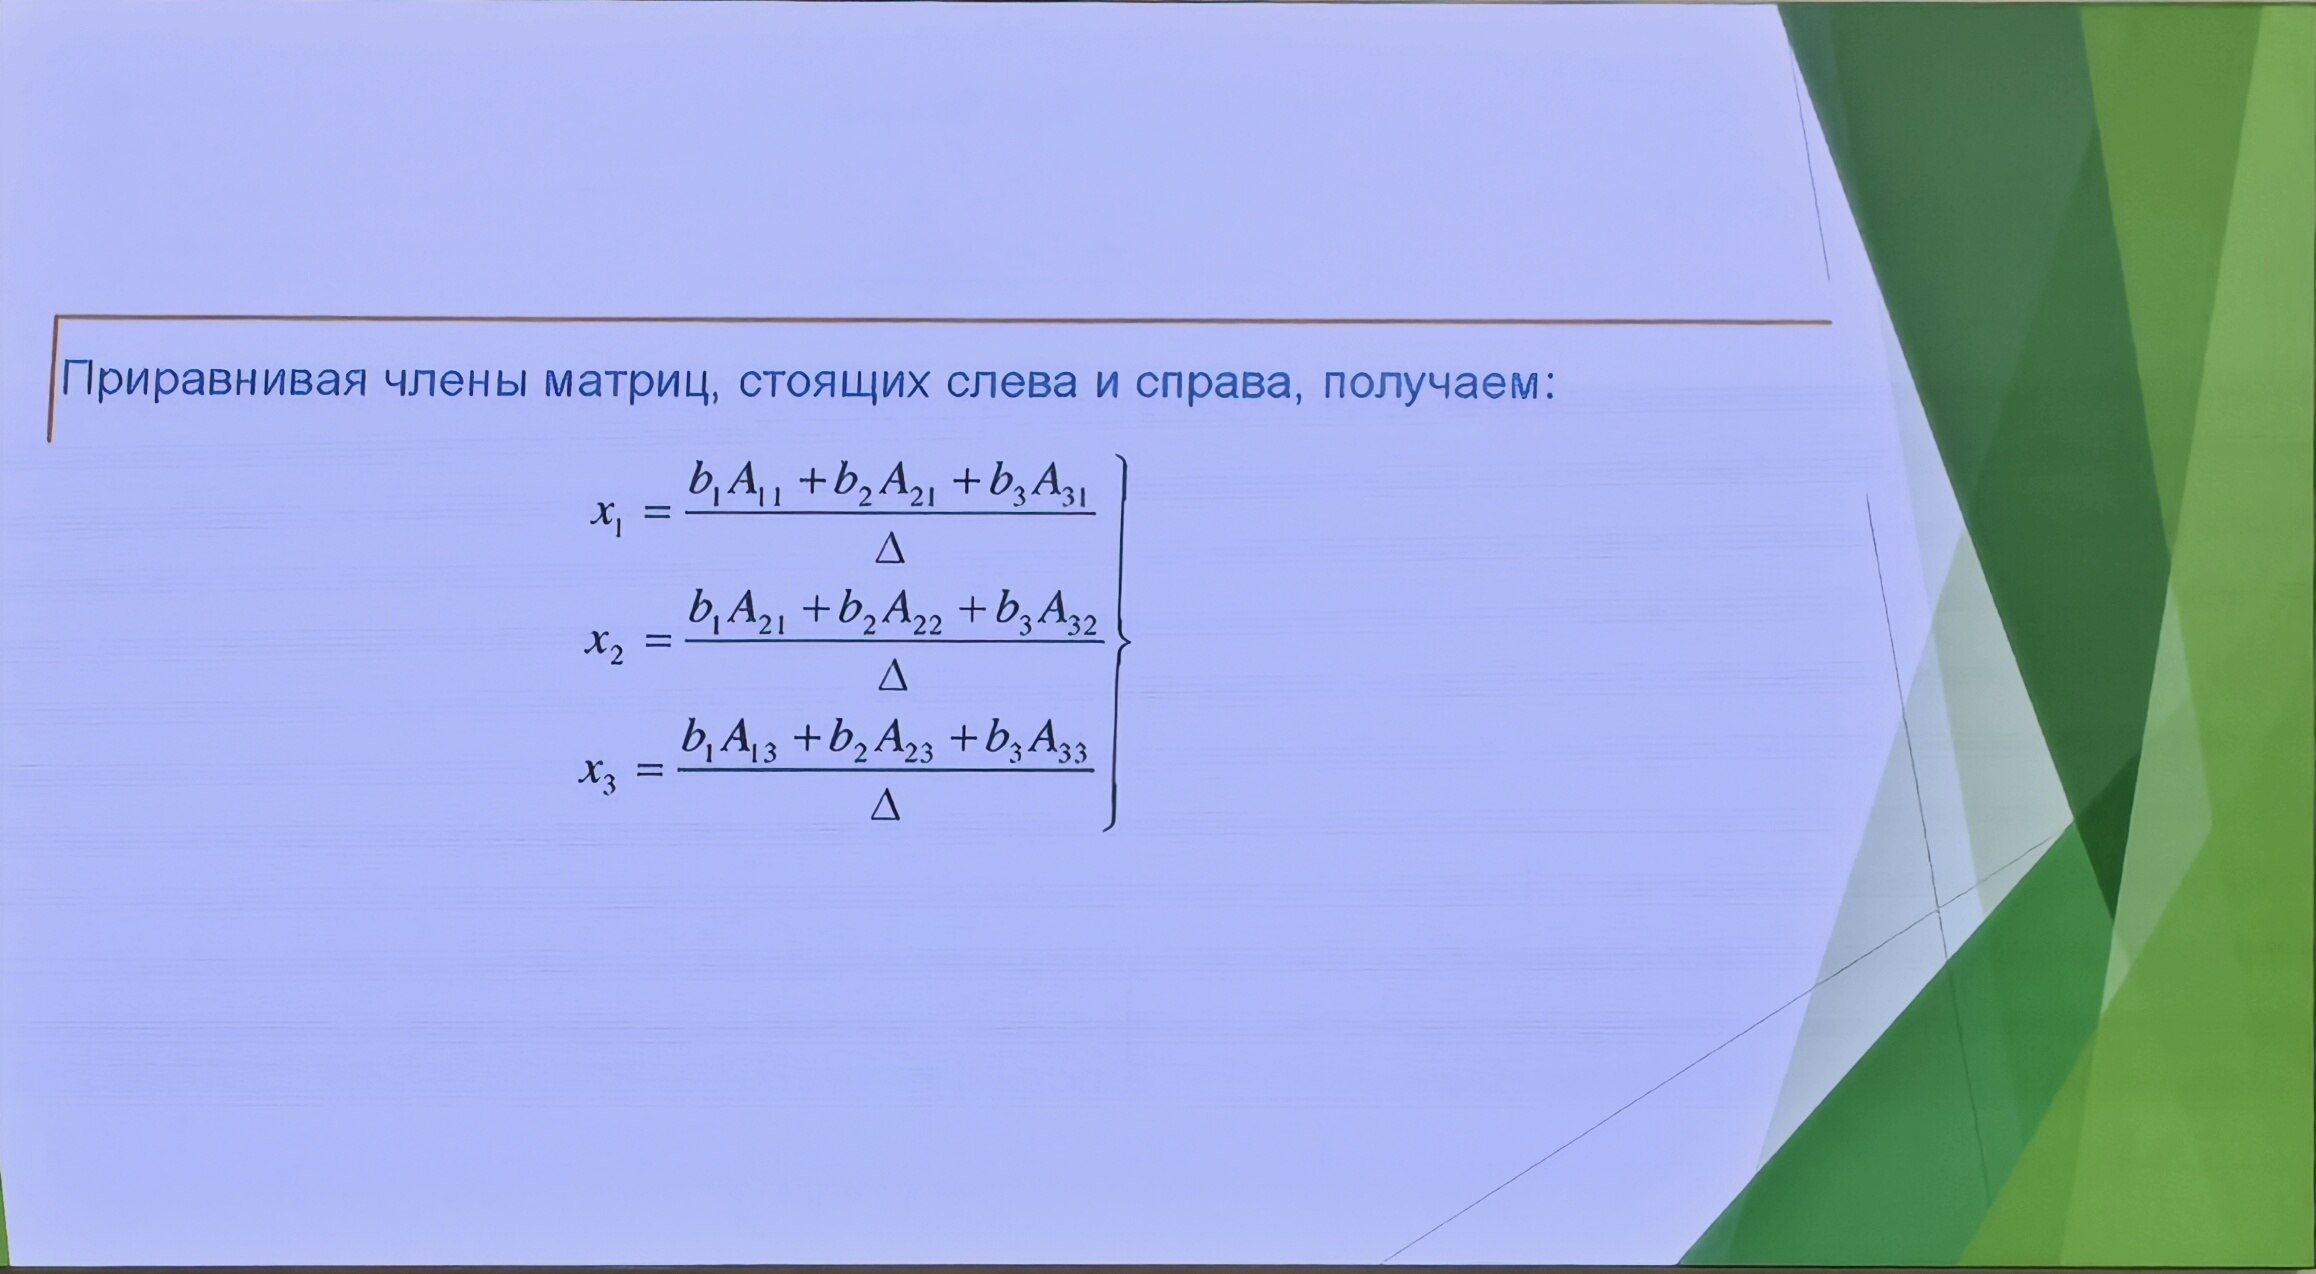 Приравнивая члены матриц, стоящих слева и справа, получаем:
x₁ = (b₁A₁₁ + b₂A₂₁ + b₃A₃₁) / Δ
x₂ = (b₁A₂₁ + b₂A₂₂ + b₃A₃₂) / Δ
x₃ = (b₁A₁₃ + b₂A₂₃ + b₃A₃₃) / Δ